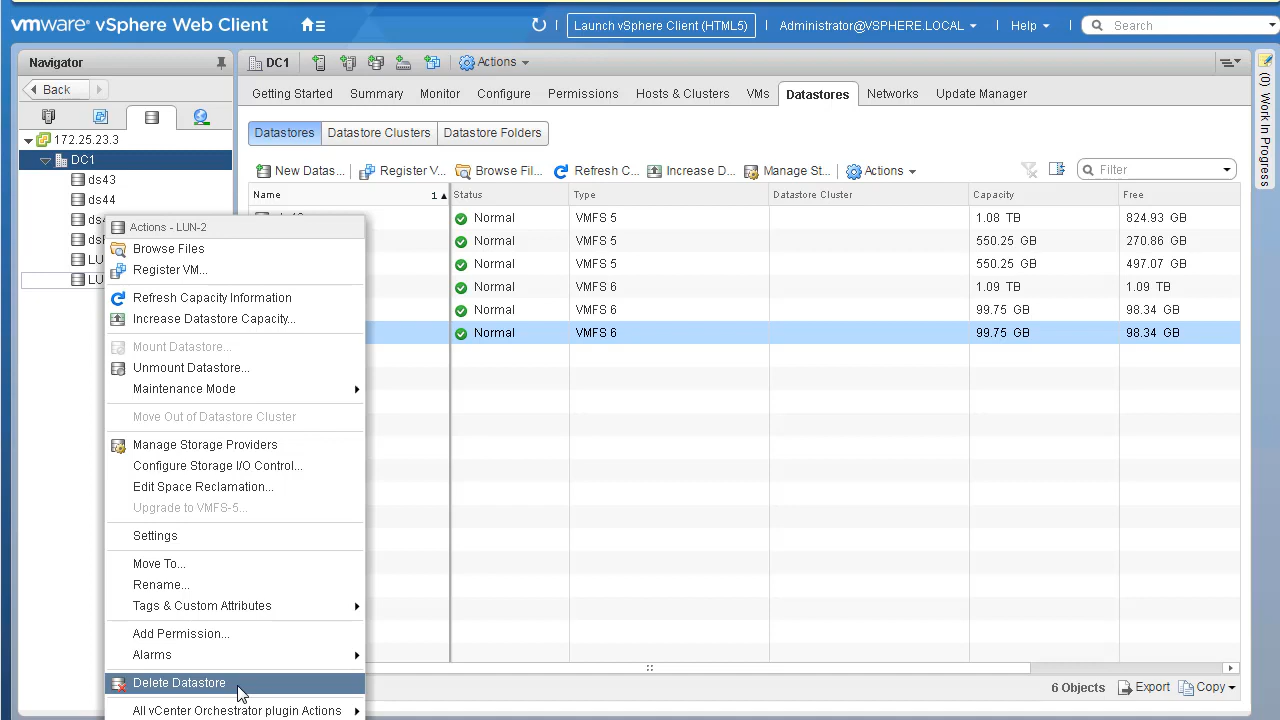 vmware® vSphere Web Client
Launch vSphere Client (HTML5)
Administrator@VSPHERE.LOCAL
Help
Search
Navigator
Back
172.25.23.3
DC1
ds43
ds44
DC1
Actions
Getting Started Summary Monitor Configure Permissions Hosts & Clusters VMs Datastores Networks Update Manager
Datastores Datastore Clusters Datastore Folders
New Datas... Register V... Browse Fil... Refresh C... Increase D... Manage St... Actions
Filter
Name 1 Status Type Datastore Cluster Capacity Free
Normal VMFS 5 1.08 TB 824.93 GB
Normal VMFS 5 550.25 GB 270.66 GB
Normal VMFS 5 550.25 GB 497.07 GB
Normal VMFS 6 1.09 TB 1.09 TB
Normal VMFS 6 99.75 GB 98.34 GB
Normal VMFS 6 99.75 GB 98.34 GB
Actions - LUN-2
Browse Files
Register VM...
Refresh Capacity Information
Increase Datastore Capacity...
Mount Datastore...
Unmount Datastore...
Maintenance Mode
Move Out of Datastore Cluster
Manage Storage Providers
Configure Storage I/O Control...
Edit Space Reclamation...
Upgrade to VMFS-5...
Settings
Move To...
Rename...
Tags & Custom Attributes
Add Permission...
Alarms
Delete Datastore
All vCenter Orchestrator plugin Actions
6 Objects Export Copy
(0) Work In Progress